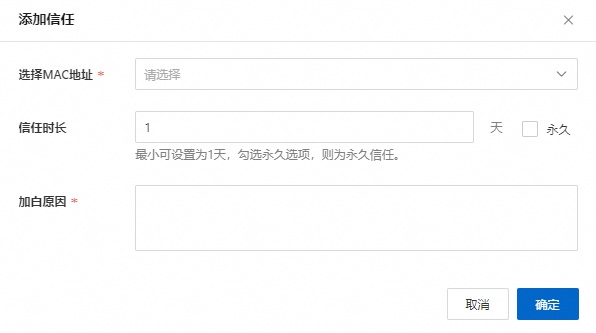 添加信任
选择MAC地址 * 请选择
信任时长 1 天 永久
最小可设置为1天，勾选永久选项，则为永久信任。
加白原因 *
取消 确定